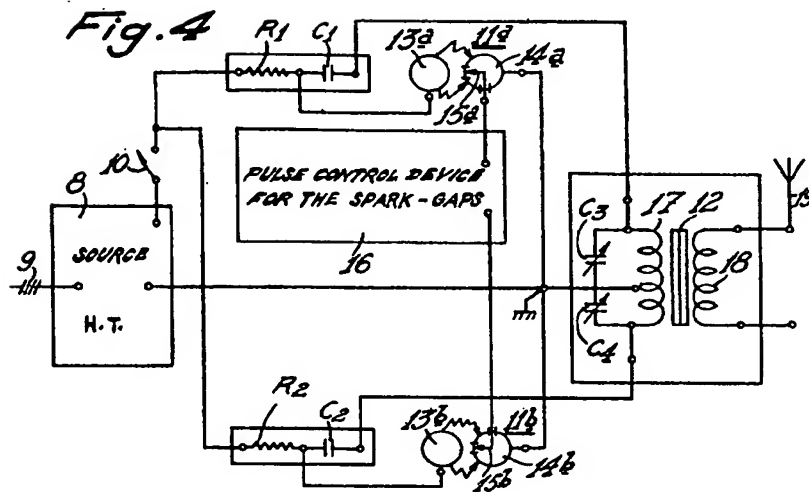 Fig. 4
R1
C1
13a
11a
14a
15a
10
8
PULSE CONTROL DEVICE
FOR THE SPARK-GAPS
16
9
SOURCE
H.T.
C3
17
12
18
C4
R2
C2
13b
11b
14b
15b